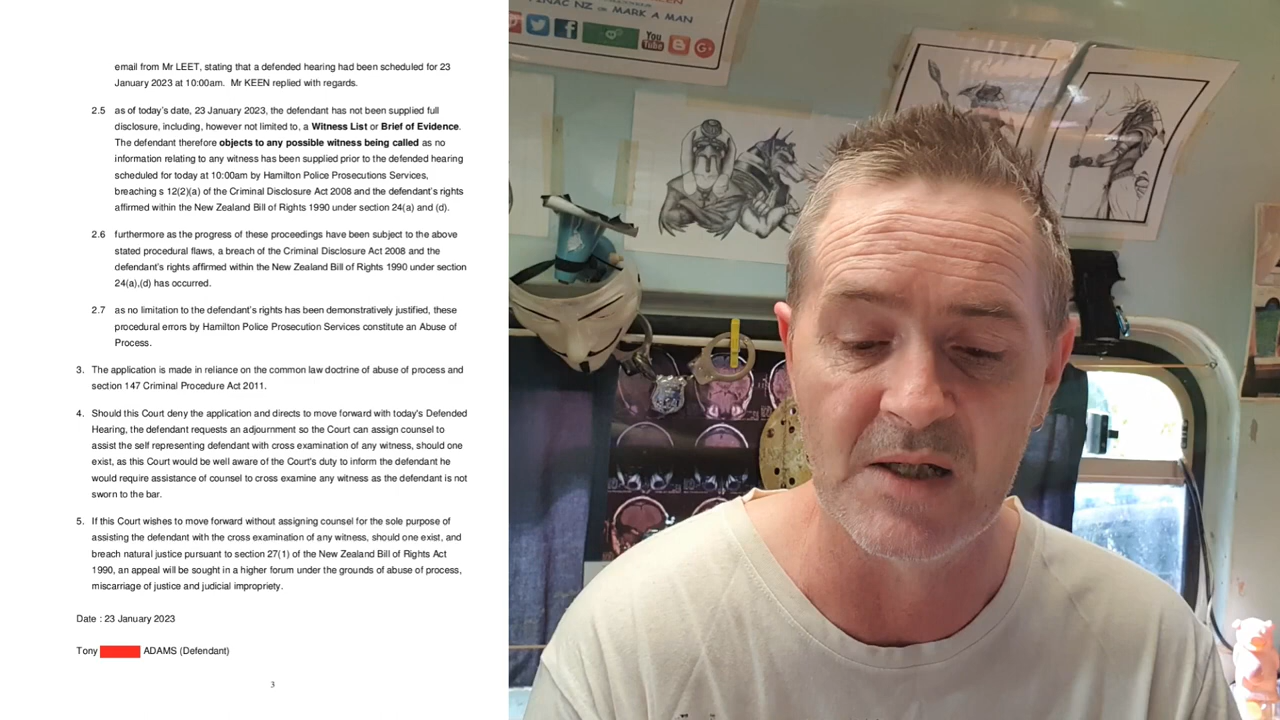 email from Mr LEET, stating that a defended hearing had been scheduled for 23
January 2023 at 10:00am.  Mr KEEN replied with regards.
2.5 as of today's date, 23 January 2023, the defendant has not been supplied full
disclosure, including, however not limited to, a Witness List or Brief of Evidence.
The defendant therefore objects to any possible witness being called as no
information relating to any witness has been supplied prior to the defended hearing
scheduled for today at 10:00am by Hamilton Police Prosecutions Services,
breaching s 12(2)(a) of the Criminal Disclosure Act 2008 and the defendant's rights
affirmed within the New Zealand Bill of Rights 1990 under section 24(a) and (d).
2.6 furthermore as the progress of these proceedings have been subject to the above
stated procedural flaws, a breach of the Criminal Disclosure Act 2008 and the
defendant's rights affirmed within the New Zealand Bill of Rights 1990 under section
24(a),(d) has occurred.
2.7 as no limitation to the defendant's rights has been demonstratively justified, these
procedural errors by Hamilton Police Prosecution Services constitute an Abuse of
Process.
3. The application is made in reliance on the common law doctrine of abuse of process and
section 147 Criminal Procedure Act 2011.
4. Should this Court deny the application and directs to move forward with today's Defended
Hearing, the defendant requests an adjournment so the Court can assign counsel to
assist the self representing defendant with cross examination of any witness, should one
exist, as this Court would be well aware of the Court's duty to inform the defendant he
would require assistance of counsel to cross examine any witness as the defendant is not
sworn to the bar.
5. If this Court wishes to move forward without assigning counsel for the sole purpose of
assisting the defendant with the cross examination of any witness, should one exist, and
breach natural justice pursuant to section 27(1) of the New Zealand Bill of Rights Act
1990, an appeal will be sought in a higher forum under the grounds of abuse of process,
miscarriage of justice and judicial impropriety.
Date : 23 January 2023
Tony ADAMS (Defendant)
3
NZ or MARK A MAN
You
Tube